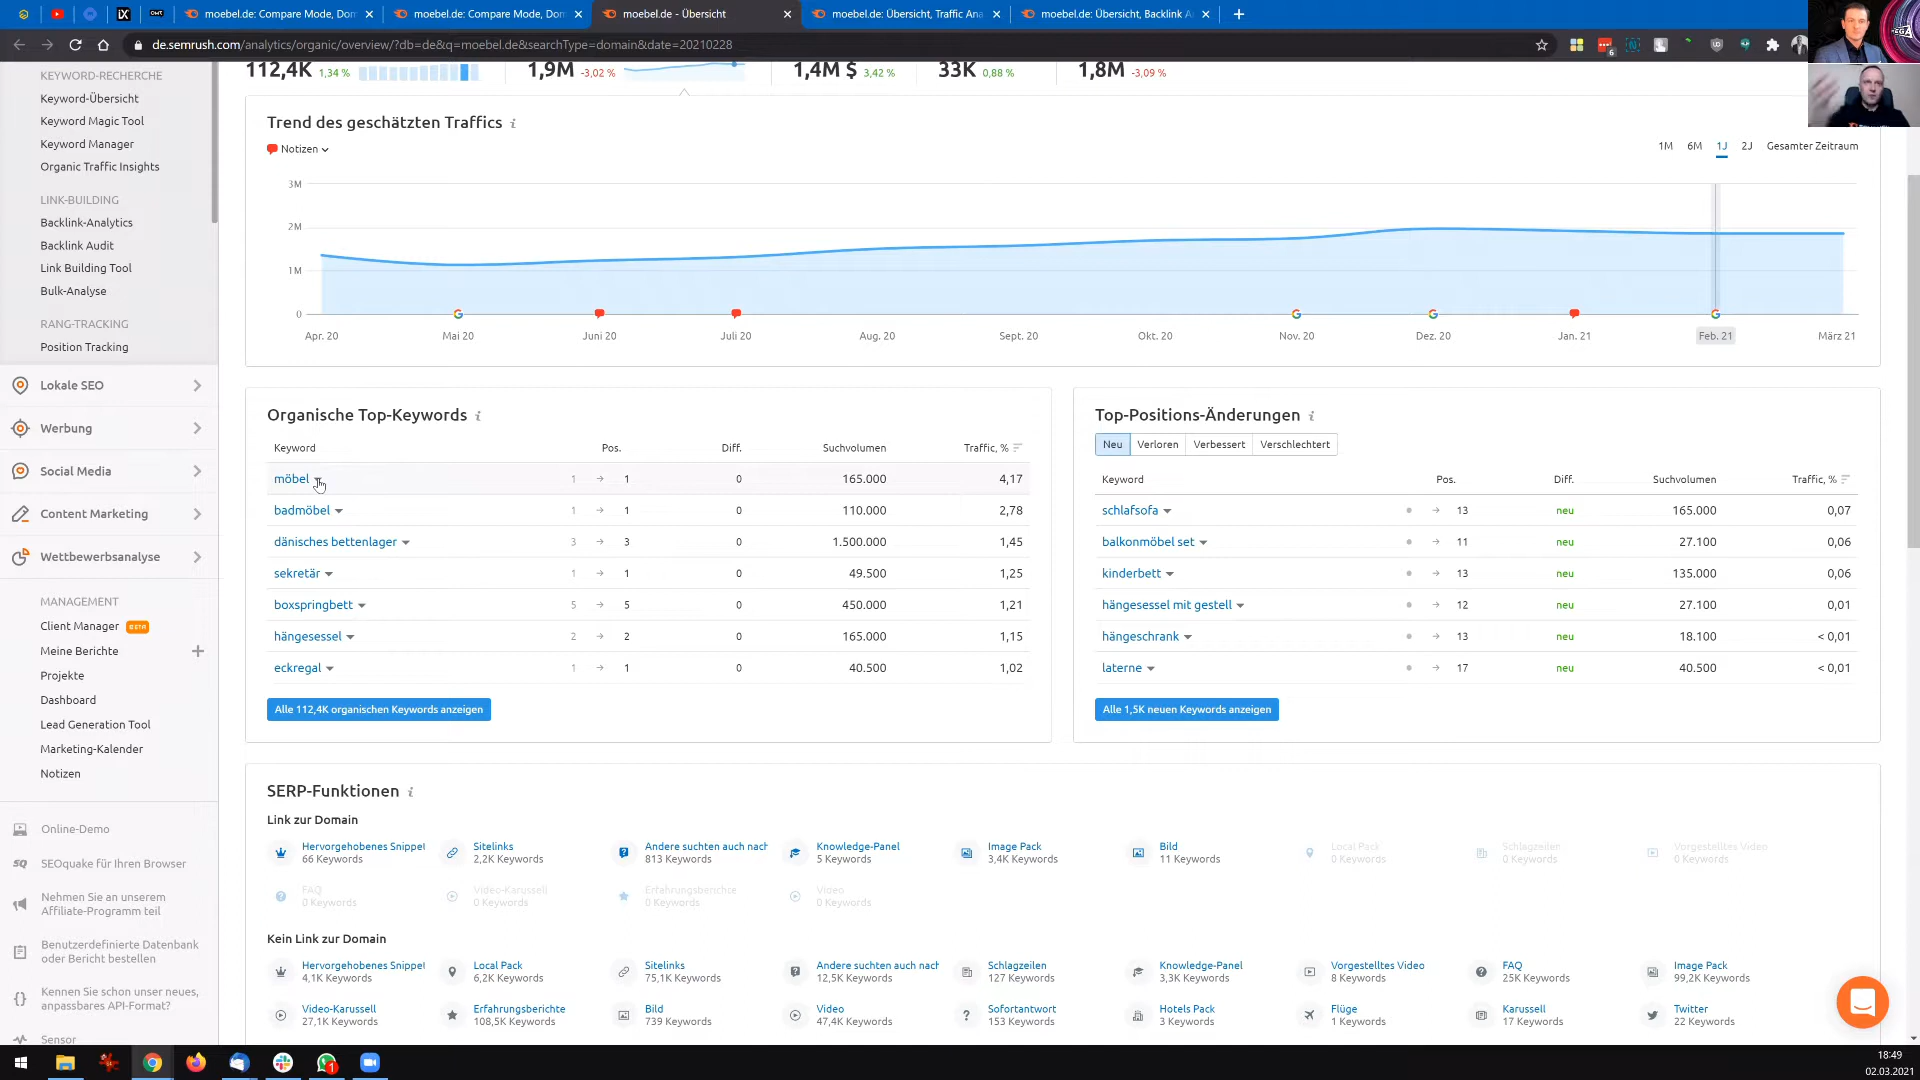 moebel.de: Compare Mode, Dom
moebel.de: Compare Mode, Dom
moebel.de - Übersicht
moebel.de: Übersicht, Traffic Ana
moebel.de: Übersicht, Backlink A
de.semrush.com/analytics/organic/overview/?db=de&q=moebel.de&searchType=domain&date=20210228
KEYWORD-RECHERCHE
Keyword-Übersicht
Keyword Magic Tool
Keyword Manager
Organic Traffic Insights
LINK-BUILDING
Backlink-Analytics
Backlink Audit
Link Building Tool
Bulk-Analyse
RANG-TRACKING
Position Tracking
Lokale SEO
Werbung
Social Media
Content Marketing
Wettbewerbsanalyse
MANAGEMENT
Client Manager BETA
Meine Berichte
Projekte
Dashboard
Lead Generation Tool
Marketing-Kalender
Notizen
Online-Demo
SEOquake für Ihren Browser
Nehmen Sie an unserem
Affiliate-Programm teil
Benutzerdefinierte Datenbank
oder Bericht bestellen
Kennen Sie schon unser neues,
anpassbares API-Format?
Sensor
112,4K 1,34 % 1,9M -3,02 % 1,4M $ 3,42 % 33K 0,88 % 1,8M -3,09 %
Trend des geschätzten Traffics
Notizen
1M 6M 1J 2J Gesamter Zeitraum
3M
2M
1M
0
Apr. 20 Mai 20 Juni 20 Juli 20 Aug. 20 Sept. 20 Okt. 20 Nov. 20 Dez. 20 Jan. 21 Feb. 21 März 21
Organische Top-Keywords
Keyword Pos. Diff. Suchvolumen Traffic, %
möbel 1 → 1 0 165.000 4,17
badmöbel 1 → 1 0 110.000 2,78
dänisches bettenlager 3 → 3 0 1.500.000 1,45
sekretär 1 → 1 0 49.500 1,25
boxspringbett 5 → 5 0 450.000 1,21
hängesessel 2 → 2 0 165.000 1,15
eckregal 1 → 1 0 40.500 1,02
Alle 112,4K organischen Keywords anzeigen
Top-Positions-Änderungen
Neu Verloren Verbessert Verschlechtert
Keyword Pos. Diff. Suchvolumen Traffic, %
schlafsofa → 13 neu 165.000 0,07
balkonmöbel set → 11 neu 27.100 0,06
kinderbett → 13 neu 135.000 0,06
hängesessel mit gestell → 12 neu 27.100 0,01
hängeschrank → 13 neu 18.100 < 0,01
laterne → 17 neu 40.500 < 0,01
Alle 1,5K neuen Keywords anzeigen
SERP-Funktionen
Link zur Domain
Hervorgehobenes Snippet Sitelinks Andere suchten auch nach Knowledge-Panel Image Pack Bild Local Pack Schlagzeilen Vorgestelltes Video
66 Keywords 2,2K Keywords 813 Keywords 5 Keywords 3,4K Keywords 11 Keywords 0 Keywords 0 Keywords 0 Keywords
FAQ Video-Karussell Erfahrungsberichte Video
0 Keywords 0 Keywords 0 Keywords 0 Keywords
Kein Link zur Domain
Hervorgehobenes Snippet Local Pack Sitelinks Andere suchten auch nach Schlagzeilen Knowledge-Panel Vorgestelltes Video FAQ Image Pack
4,1K Keywords 6,2K Keywords 75,1K Keywords 12,5K Keywords 127 Keywords 3,3K Keywords 8 Keywords 25K Keywords 99,2K Keywords
Video-Karussell Erfahrungsberichte Bild Video Sofortantwort Hotels Pack Flüge Karussell Twitter
27,1K Keywords 108,5K Keywords 739 Keywords 47,4K Keywords 153 Keywords 3 Keywords 1 Keywords 17 Keywords 22 Keywords
18:49
02.03.2021